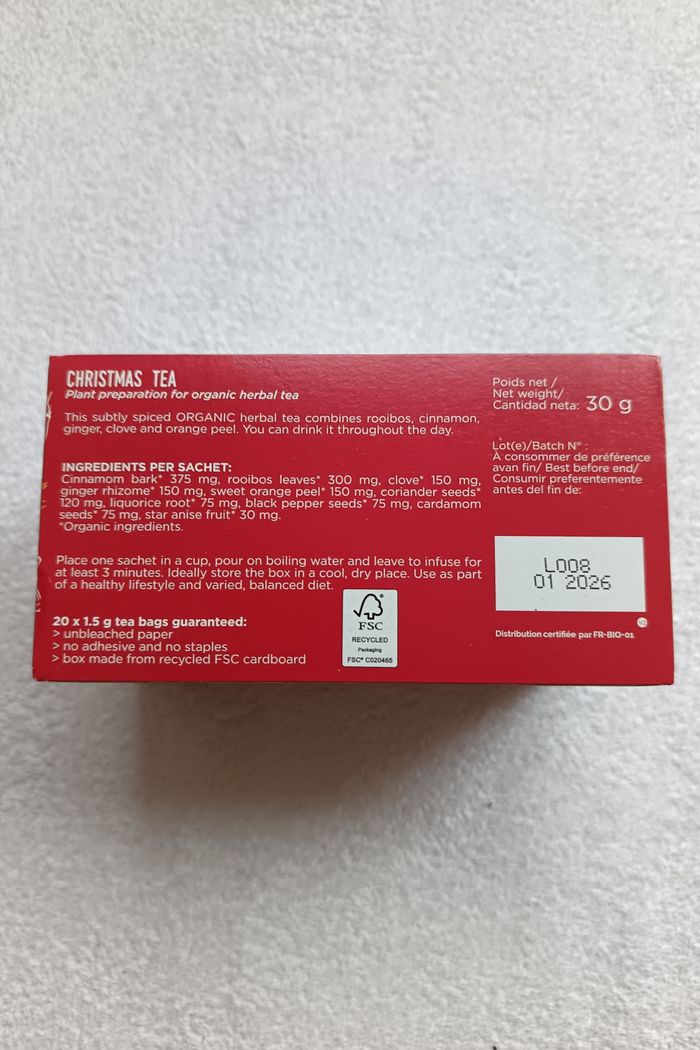 CHRISTMAS TEA
Plant preparation for organic herbal tea
This subtly spiced ORGANIC herbal tea combines rooibos, cinnamon,
ginger, clove and orange peel. You can drink it throughout the day.
INGREDIENTS PER SACHET:
Cinnamom bark* 375 mg, rooibos leaves* 300 mg, clove* 150 mg,
ginger rhizome* 150 mg, sweet orange peel* 150 mg, coriander seeds*
120 mg, liquorice root* 75 mg, black pepper seeds* 75 mg, cardamom
seeds* 75 mg, star anise fruit* 30 mg.
*Organic ingredients.
Place one sachet in a cup, pour on boiling water and leave to infuse for
at least 3 minutes. Ideally store the box in a cool, dry place. Use as part
of a healthy lifestyle and varied, balanced diet.
20 x 1.5 g tea bags guaranteed:
> unbleached paper
> no adhesive and no staples
> box made from recycled FSC cardboard
FSC
RECYCLED
Packaging
FSC® C020465
Poids net /
Net weight/
Cantidad neta: 30 g
Lot(e)/Batch N° :
À consommer de préférence
avan fin/ Best before end/
Consumir preferentemente
antes del fin de:
L008
01 2026
V2
Distribution certifiée par FR-BIO-01